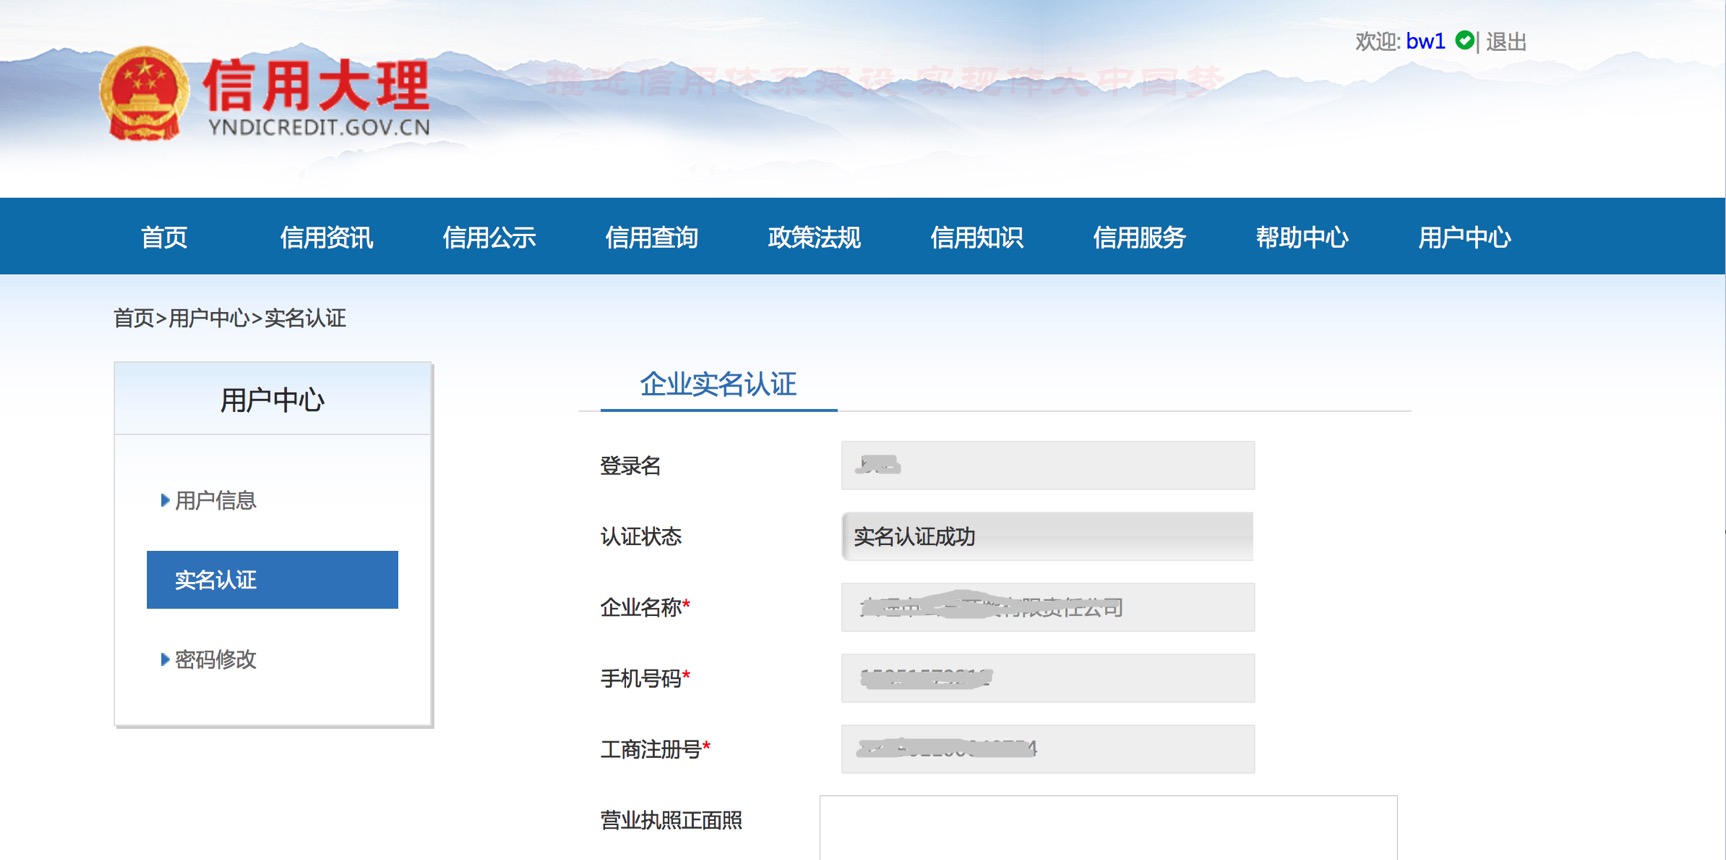 欢迎: bw1 | 退出
信用大理
YNDICREDIT.GOV.CN
推进信用体系建设 实现伟大中国梦
首页 信用资讯 信用公示 信用查询 政策法规 信用知识 信用服务 帮助中心 用户中心
首页>用户中心>实名认证
用户中心
用户信息
实名认证
密码修改
企业实名认证
登录名
认证状态 实名认证成功
企业名称* 有限责任公司
手机号码*
工商注册号*
营业执照正面照